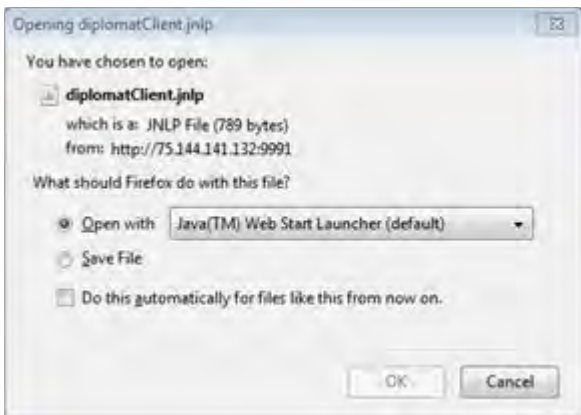 Opening diplomatClient.jnlp
You have chosen to open:
diplomatClient.jnlp
which is a: JNLP File (789 bytes)
from: http://75.144.141.132:9991
What should Firefox do with this file?
Open with Java(TM) Web Start Launcher (default)
Save File
Do this automatically for files like this from now on.
OK Cancel